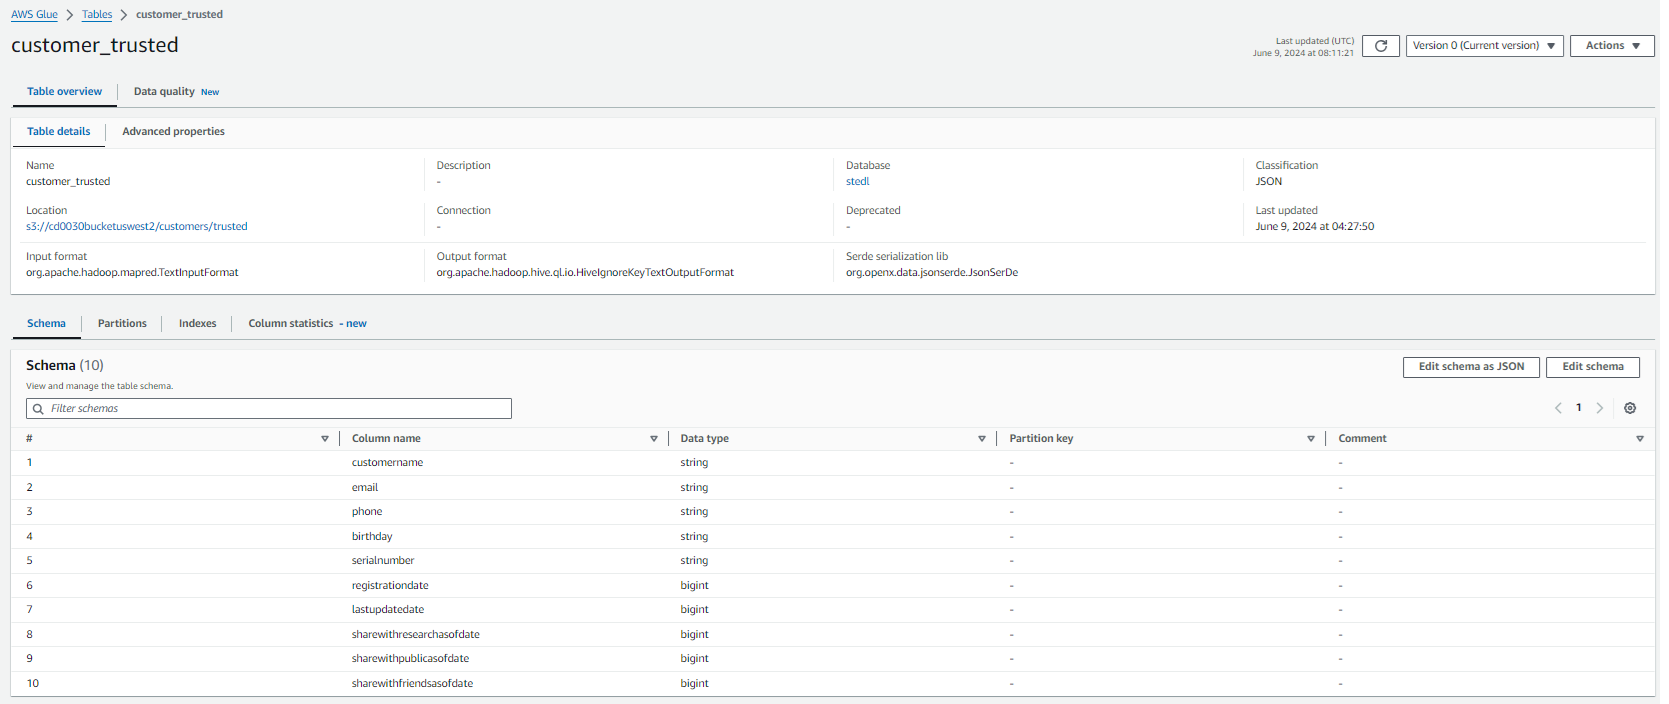 AWS Glue > Tables > customer_trusted
customer_trusted
Last updated (UTC)
June 9, 2024 at 08:11:21
Version 0 (Current version)
Actions
Table overview
Data quality New
Table details
Advanced properties
Name
customer_trusted
Description
-
Database
stedl
Classification
JSON
Location
s3://cd0030bucketuswest2/customers/trusted
Connection
-
Deprecated
-
Last updated
June 9, 2024 at 04:27:50
Input format
org.apache.hadoop.mapred.TextInputFormat
Output format
org.apache.hadoop.hive.ql.io.HiveIgnoreKeyTextOutputFormat
Serde serialization lib
org.openx.data.jsonserde.JsonSerDe
Schema
Partitions
Indexes
Column statistics - new
Schema (10)
View and manage the table schema.
Edit schema as JSON
Edit schema
Filter schemas
1
# Column name Data type Partition key Comment
1 customername string - -
2 email string - -
3 phone string - -
4 birthday string - -
5 serialnumber string - -
6 registrationdate bigint - -
7 lastupdatedate bigint - -
8 sharewithresearchasofdate bigint - -
9 sharewithpublicasofdate bigint - -
10 sharewithfriendsasofdate bigint - -